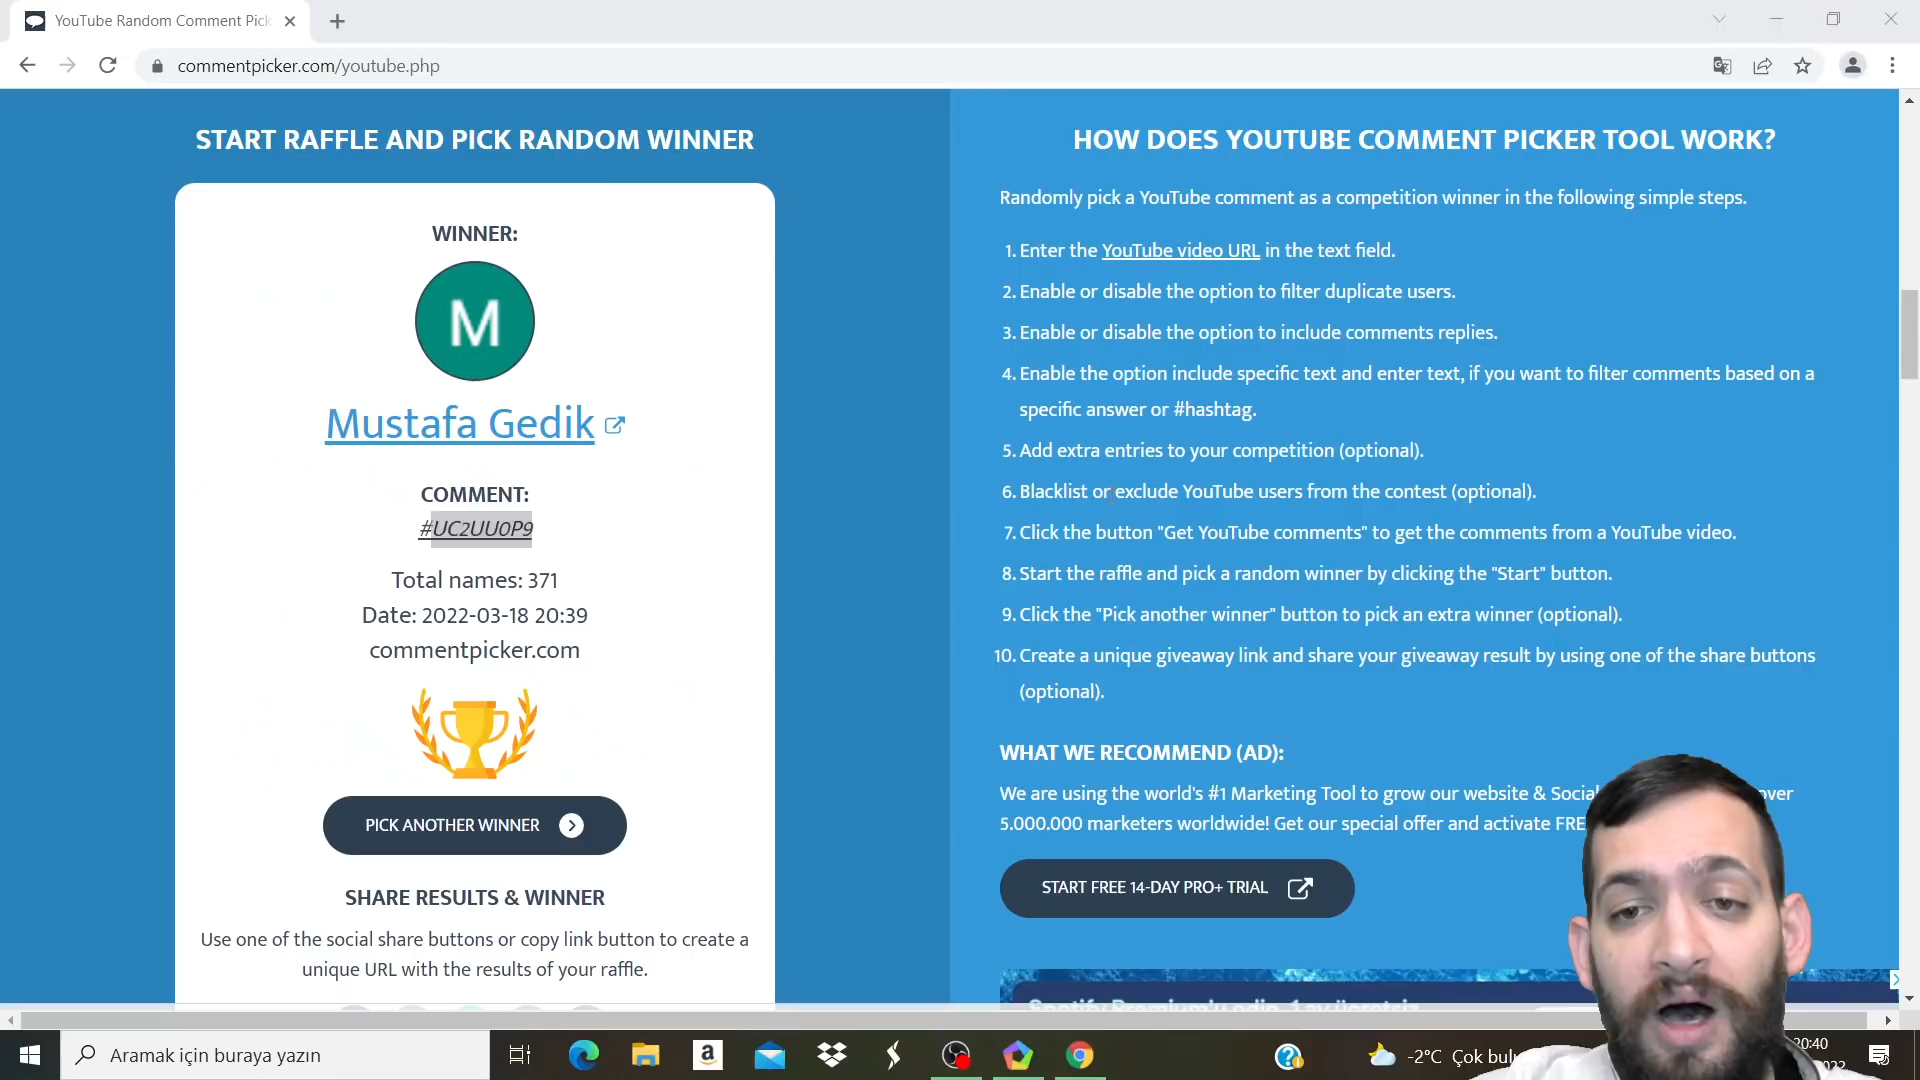 YouTube Random Comment Pick
commentpicker.com/youtube.php
START RAFFLE AND PICK RANDOM WINNER
WINNER:
M
Mustafa Gedik
COMMENT:
#UC2UU0P9
Total names: 371
Date: 2022-03-18 20:39
commentpicker.com
PICK ANOTHER WINNER
SHARE RESULTS & WINNER
Use one of the social share buttons or copy link button to create a
unique URL with the results of your raffle.
HOW DOES YOUTUBE COMMENT PICKER TOOL WORK?
Randomly pick a YouTube comment as a competition winner in the following simple steps.
1. Enter the YouTube video URL in the text field.
2. Enable or disable the option to filter duplicate users.
3. Enable or disable the option to include comments replies.
4. Enable the option include specific text and enter text, if you want to filter comments based on a
specific answer or #hashtag.
5. Add extra entries to your competition (optional).
6. Blacklist or exclude YouTube users from the contest (optional).
7. Click the button "Get YouTube comments" to get the comments from a YouTube video.
8. Start the raffle and pick a random winner by clicking the "Start" button.
9. Click the "Pick another winner" button to pick an extra winner (optional).
10. Create a unique giveaway link and share your giveaway result by using one of the share buttons
(optional).
WHAT WE RECOMMEND (AD):
We are using the world's #1 Marketing Tool to grow our website & Social over
5.000.000 marketers worldwide! Get our special offer and activate FRE
START FREE 14-DAY PRO+ TRIAL
Aramak için buraya yazın
-2°C Çok bulu
20:40